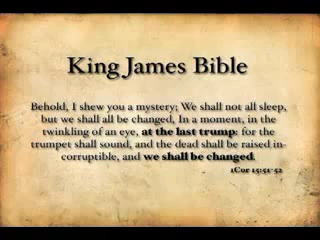 King James Bible
Behold, I shew you a mystery; We shall not all sleep,
but we shall all be changed, In a moment, in the
twinkling of an eye, at the last trump: for the
trumpet shall sound, and the dead shall be raised in-
corruptible, and we shall be changed.
1Cor 15:51-52